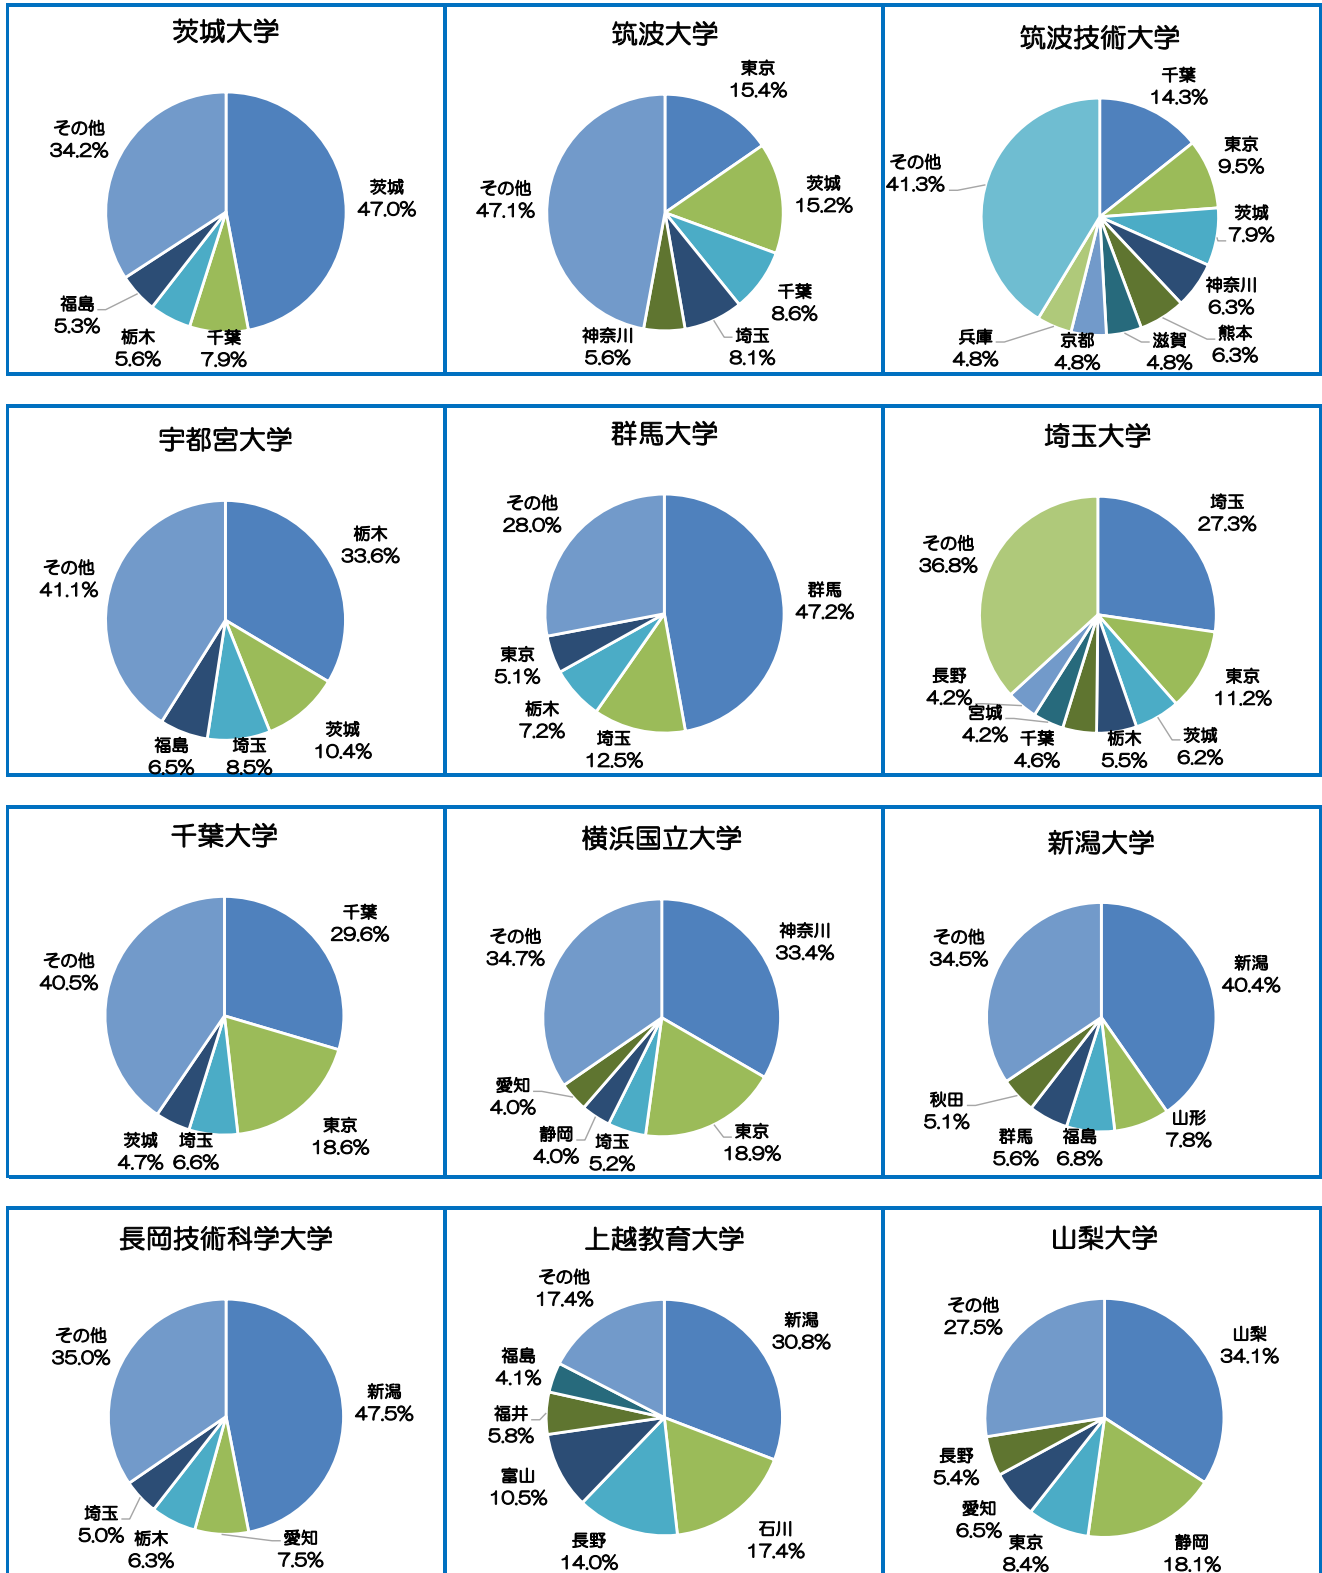 茨城大学
その他
34.2%
茨城
47.0%
福島
5.3%
栃木
5.6%
千葉
7.9%
筑波大学
東京
15.4%
その他
47.1%
茨城
15.2%
千葉
8.6%
神奈川
5.6%
埼玉
8.1%
筑波技術大学
千葉
14.3%
東京
9.5%
その他
41.3%
茨城
7.9%
神奈川
6.3%
熊本
6.3%
兵庫
4.8%
京都
4.8%
滋賀
4.8%
宇都宮大学
栃木
33.6%
その他
41.1%
茨城
10.4%
福島
6.5%
埼玉
8.5%
群馬大学
その他
28.0%
群馬
47.2%
東京
5.1%
栃木
7.2%
埼玉
12.5%
埼玉大学
埼玉
27.3%
その他
36.8%
長野
4.2%
東京
11.2%
宮城
4.2%
千葉
4.6%
栃木
5.5%
茨城
6.2%
千葉大学
千葉
29.6%
その他
40.5%
東京
18.6%
茨城
4.7%
埼玉
6.6%
横浜国立大学
神奈川
33.4%
その他
34.7%
愛知
4.0%
静岡
4.0%
埼玉
5.2%
東京
18.9%
新潟大学
その他
34.5%
新潟
40.4%
秋田
5.1%
群馬
5.6%
福島
6.8%
山形
7.8%
長岡技術科学大学
その他
35.0%
新潟
47.5%
埼玉
5.0%
栃木
6.3%
愛知
7.5%
上越教育大学
その他
17.4%
新潟
30.8%
福島
4.1%
福井
5.8%
富山
10.5%
長野
14.0%
石川
17.4%
山梨大学
その他
27.5%
山梨
34.1%
長野
5.4%
愛知
6.5%
東京
8.4%
静岡
18.1%